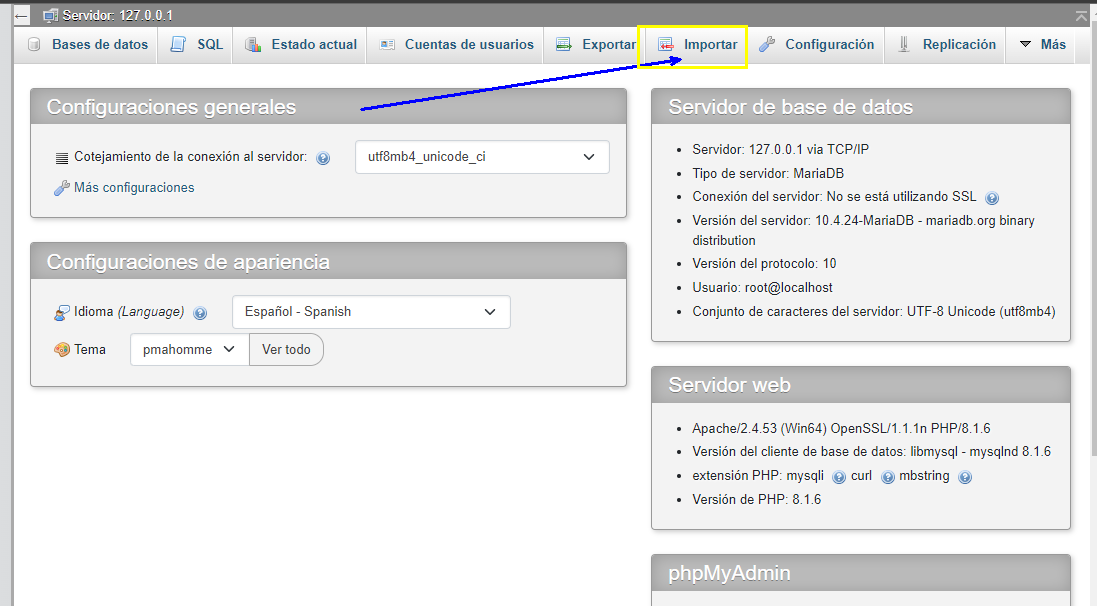 Servidor: 127.0.0.1
Bases de datos SQL Estado actual Cuentas de usuarios Exportar Importar Configuración Replicación Más
Configuraciones generales
Cotejamiento de la conexión al servidor: utf8mb4_unicode_ci
Más configuraciones
Configuraciones de apariencia
Idioma (Language) Español - Spanish
Tema pmahomme Ver todo
Servidor de base de datos
Servidor: 127.0.0.1 via TCP/IP
Tipo de servidor: MariaDB
Conexión del servidor: No se está utilizando SSL
Versión del servidor: 10.4.24-MariaDB - mariadb.org binary
distribution
Versión del protocolo: 10
Usuario: root@localhost
Conjunto de caracteres del servidor: UTF-8 Unicode (utf8mb4)
Servidor web
Apache/2.4.53 (Win64) OpenSSL/1.1.1n PHP/8.1.6
Versión del cliente de base de datos: libmysql - mysqlnd 8.1.6
extensión PHP: mysqli curl mbstring
Versión de PHP: 8.1.6
phpMyAdmin